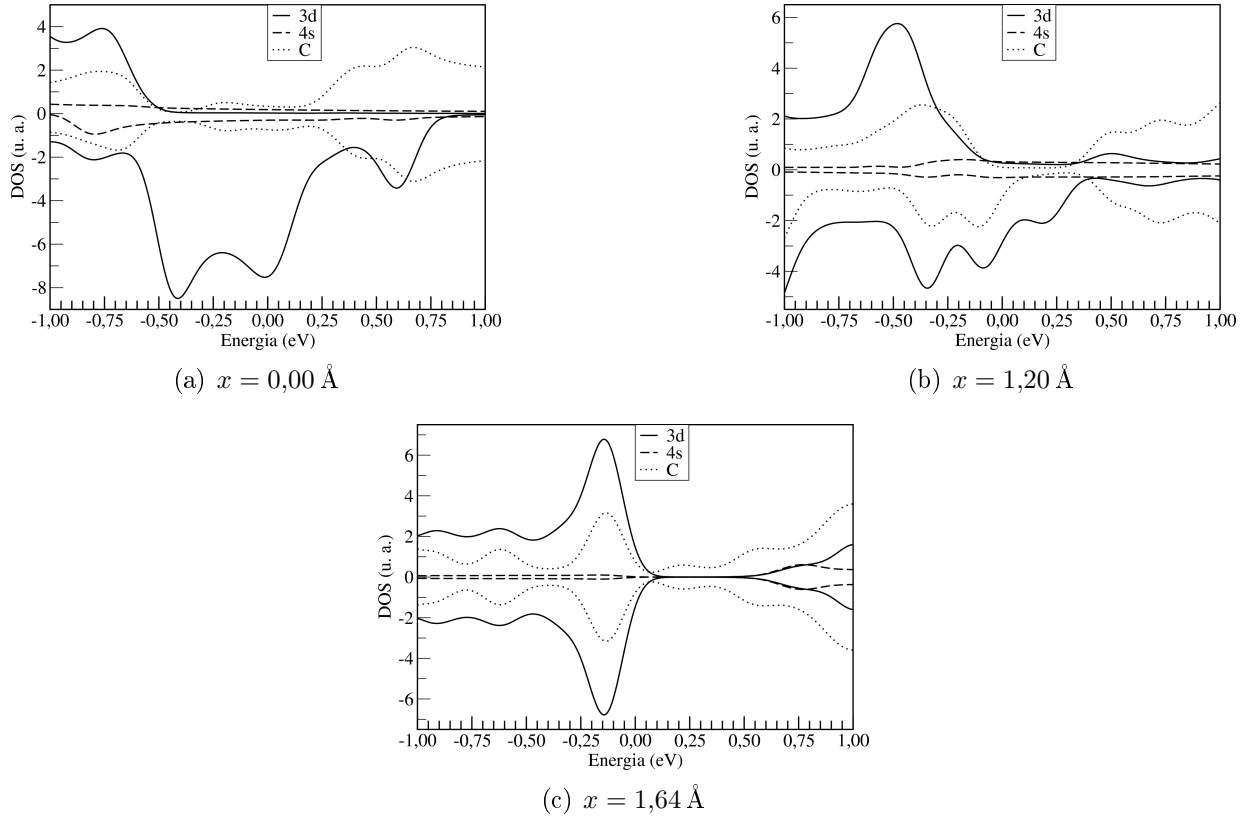 4
2
0
-2
-4
-6
-8
DOS (u. a.)
3d
4s
C
-1,00 -0,75 -0,50 -0,25 0,00 0,25 0,50 0,75 1,00
Energia (eV)
(a) x = 0,00 Å
6
4
2
0
-2
-4
DOS (u. a.)
3d
4s
C
-1,00 -0,75 -0,50 -0,25 0,00 0,25 0,50 0,75 1,00
Energia (eV)
(b) x = 1,20 Å
6
4
2
0
-2
-4
-6
DOS (u. a.)
3d
4s
C
-1,00 -0,75 -0,50 -0,25 0,00 0,25 0,50 0,75 1,00
Energia (eV)
(c) x = 1,64 Å